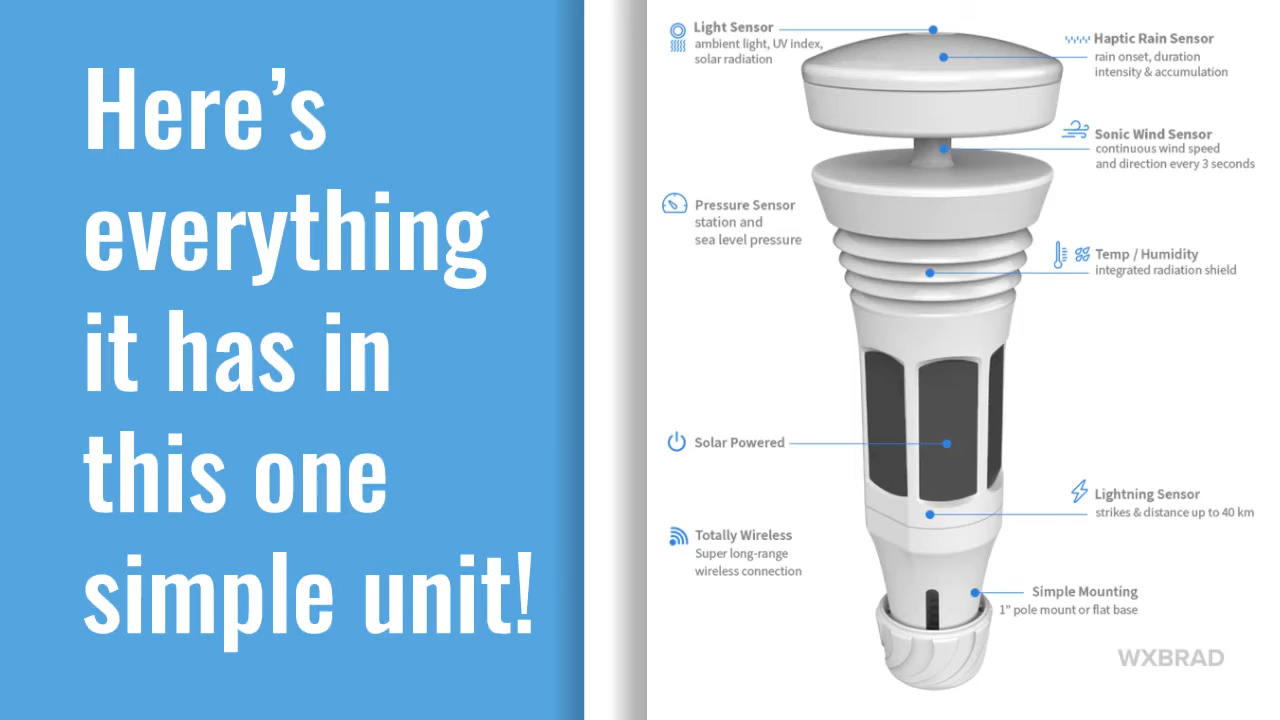 Here’s
everything
it has in
this one
simple unit!
Light Sensor
ambient light, UV index,
solar radiation
Haptic Rain Sensor
rain onset, duration
intensity & accumulation
Sonic Wind Sensor
continuous wind speed
and direction every 3 seconds
Pressure Sensor
station and
sea level pressure
Temp / Humidity
integrated radiation shield
Solar Powered
Lightning Sensor
strikes & distance up to 40 km
Totally Wireless
Super long-range
wireless connection
Simple Mounting
1” pole mount or flat base
WXBRAD